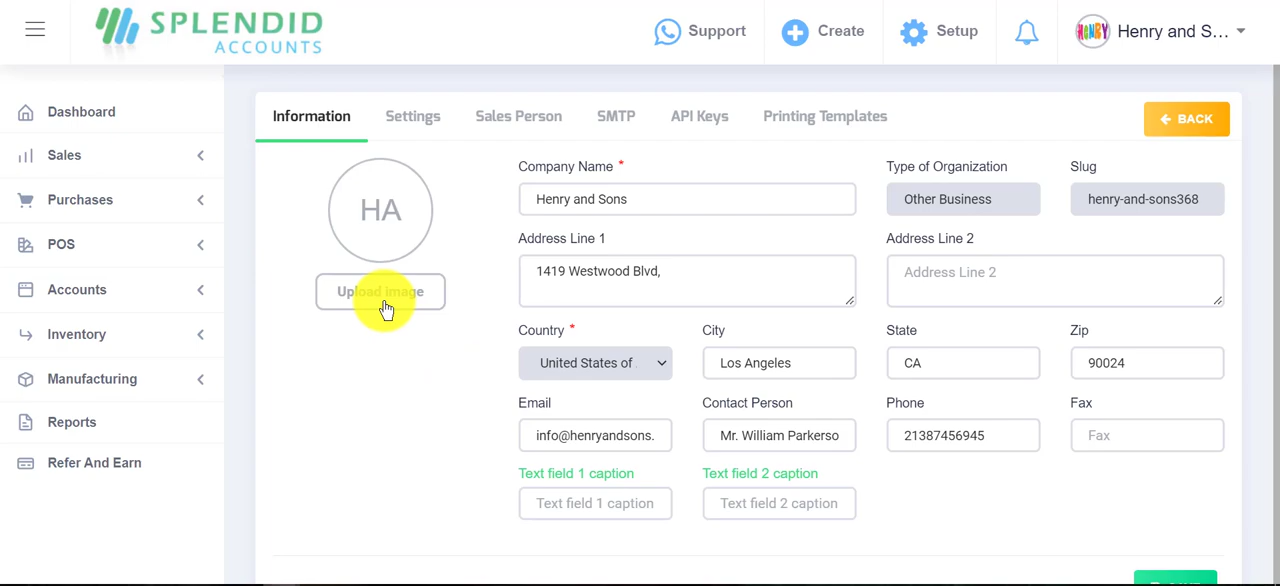 SPLENDID
ACCOUNTS
Support
Create
Setup
HENRY
Henry and S...
Dashboard
Sales
Purchases
POS
Accounts
Inventory
Manufacturing
Reports
Refer And Earn
Information
Settings
Sales Person
SMTP
API Keys
Printing Templates
BACK
HA
Upload image
Company Name *
Henry and Sons
Type of Organization
Other Business
Slug
henry-and-sons368
Address Line 1
1419 Westwood Blvd,
Address Line 2
Address Line 2
Country *
United States of
City
Los Angeles
State
CA
Zip
90024
Email
info@henryandsons.
Contact Person
Mr. William Parkerso
Phone
21387456945
Fax
Fax
Text field 1 caption
Text field 1 caption
Text field 2 caption
Text field 2 caption